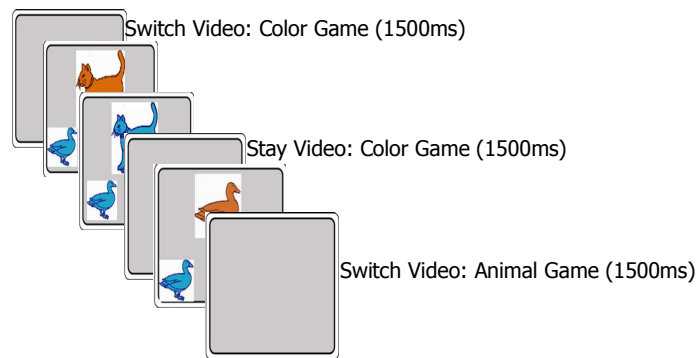 Switch Video: Color Game (1500ms)
Stay Video: Color Game (1500ms)
Switch Video: Animal Game (1500ms)